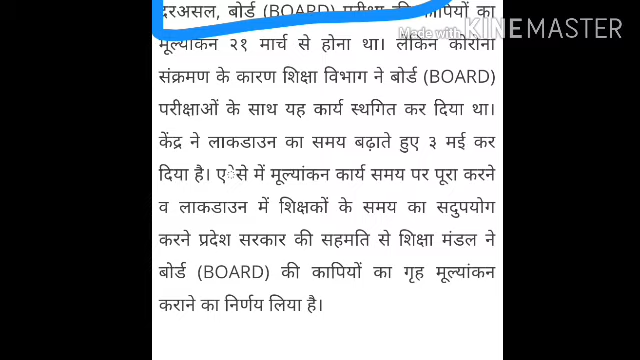 दरअसल, बोर्ड (BOARD) परीक्षा की कापियों का
Made with KINEMASTER
मूल्यांकन २१ मार्च से होना था। लेकिन कोरोना
संक्रमण के कारण शिक्षा विभाग ने बोर्ड (BOARD)
परीक्षाओं के साथ यह कार्य स्थगित कर दिया था।
केंद्र ने लाकडाउन का समय बढ़ाते हुए ३ मई कर
दिया है। एेसे में मूल्यांकन कार्य समय पर पूरा करने
व लाकडाउन में शिक्षकों के समय का सदुपयोग
करने प्रदेश सरकार की सहमति से शिक्षा मंडल ने
बोर्ड (BOARD) की कापियों का गृह मूल्यांकन
कराने का निर्णय लिया है।